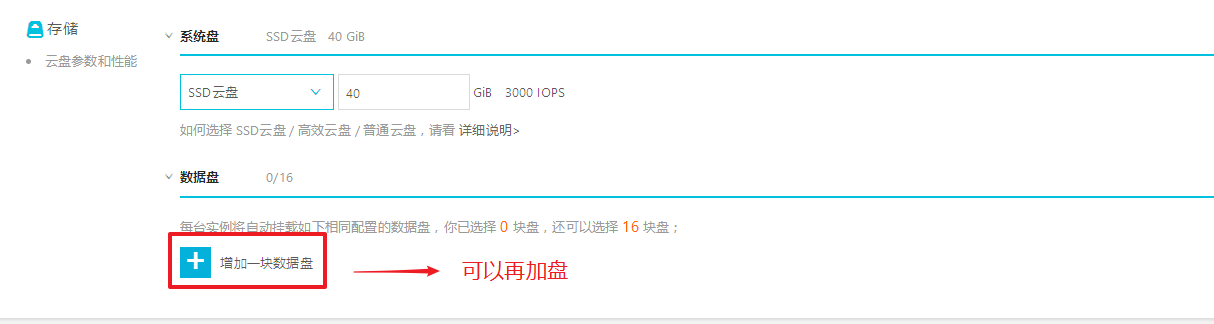 存储
云盘参数和性能
系统盘 SSD云盘 40 GiB
SSD云盘 40 GiB 3000 IOPS
如何选择 SSD云盘 / 高效云盘 / 普通云盘，请看 详细说明>
数据盘 0/16
每台实例将自动挂载如下相同配置的数据盘，你已选择 0 块盘，还可以选择 16 块盘；
增加一块数据盘 可以再加盘